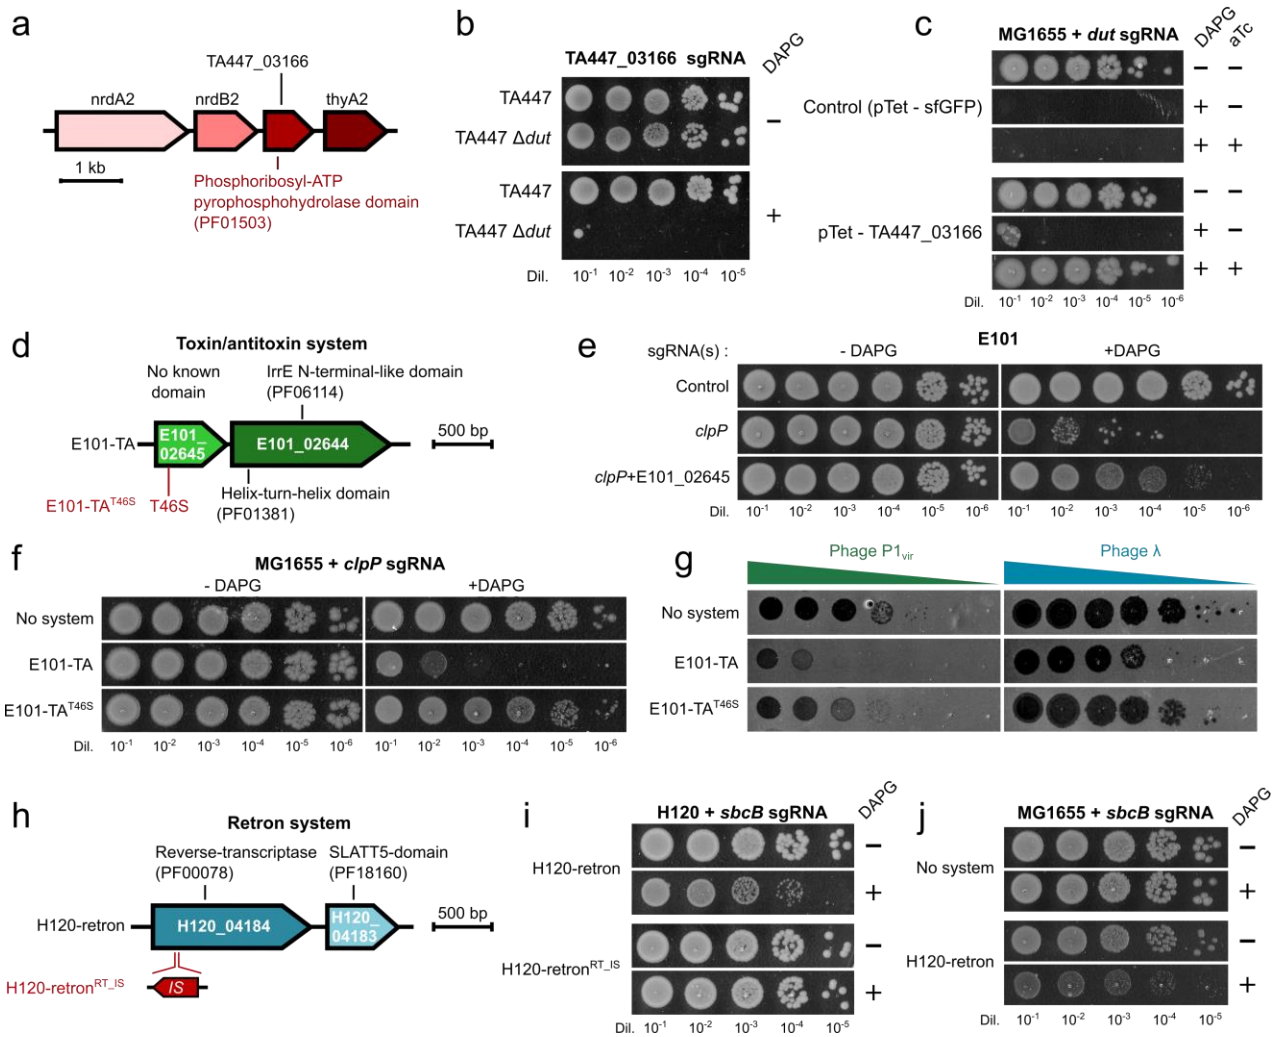 a
TA447_03166
nrdA2
nrdB2
thyA2
1 kb
Phosphoribosyl-ATP
pyrophosphohydrolase domain
(PF01503)
b
TA447_03166 sgRNA
DAPG
TA447
TA447 Δdut
−
TA447
TA447 Δdut
+
Dil.
10⁻¹ 10⁻² 10⁻³ 10⁻⁴ 10⁻⁵
c
MG1655 + dut sgRNA
DAPG
aTc
− −
Control (pTet - sfGFP)
+ −
+ +
− −
pTet - TA447_03166
+ −
+ +
Dil.
10⁻¹ 10⁻² 10⁻³ 10⁻⁴ 10⁻⁵ 10⁻⁶
d
Toxin/antitoxin system
No known
domain
IrrE N-terminal-like domain
(PF06114)
E101-TA
E101_
02645
E101_02644
500 bp
E101-TAᵀ⁴⁶ˢ
T46S
Helix-turn-helix domain
(PF01381)
e
E101
sgRNA(s) :
- DAPG
+DAPG
Control
clpP
clpP+E101_02645
Dil.
10⁻¹ 10⁻² 10⁻³ 10⁻⁴ 10⁻⁵ 10⁻⁶
10⁻¹ 10⁻² 10⁻³ 10⁻⁴ 10⁻⁵ 10⁻⁶
f
MG1655 + clpP sgRNA
- DAPG
+DAPG
No system
E101-TA
E101-TAᵀ⁴⁶ˢ
Dil.
10⁻¹ 10⁻² 10⁻³ 10⁻⁴ 10⁻⁵ 10⁻⁶
10⁻¹ 10⁻² 10⁻³ 10⁻⁴ 10⁻⁵ 10⁻⁶
g
Phage P1vir
Phage λ
No system
E101-TA
E101-TAᵀ⁴⁶ˢ
h
Retron system
Reverse-transcriptase
(PF00078)
SLATT5-domain
(PF18160)
H120-retron
H120_04184
H120_
04183
500 bp
H120-retronRT_IS
IS
i
H120 + sbcB sgRNA
DAPG
H120-retron
−
+
H120-retronRT_IS
−
+
Dil.
10⁻¹ 10⁻² 10⁻³ 10⁻⁴ 10⁻⁵
j
MG1655 + sbcB sgRNA
DAPG
No system
−
+
H120-retron
−
+
Dil.
10⁻¹ 10⁻² 10⁻³ 10⁻⁴ 10⁻⁵